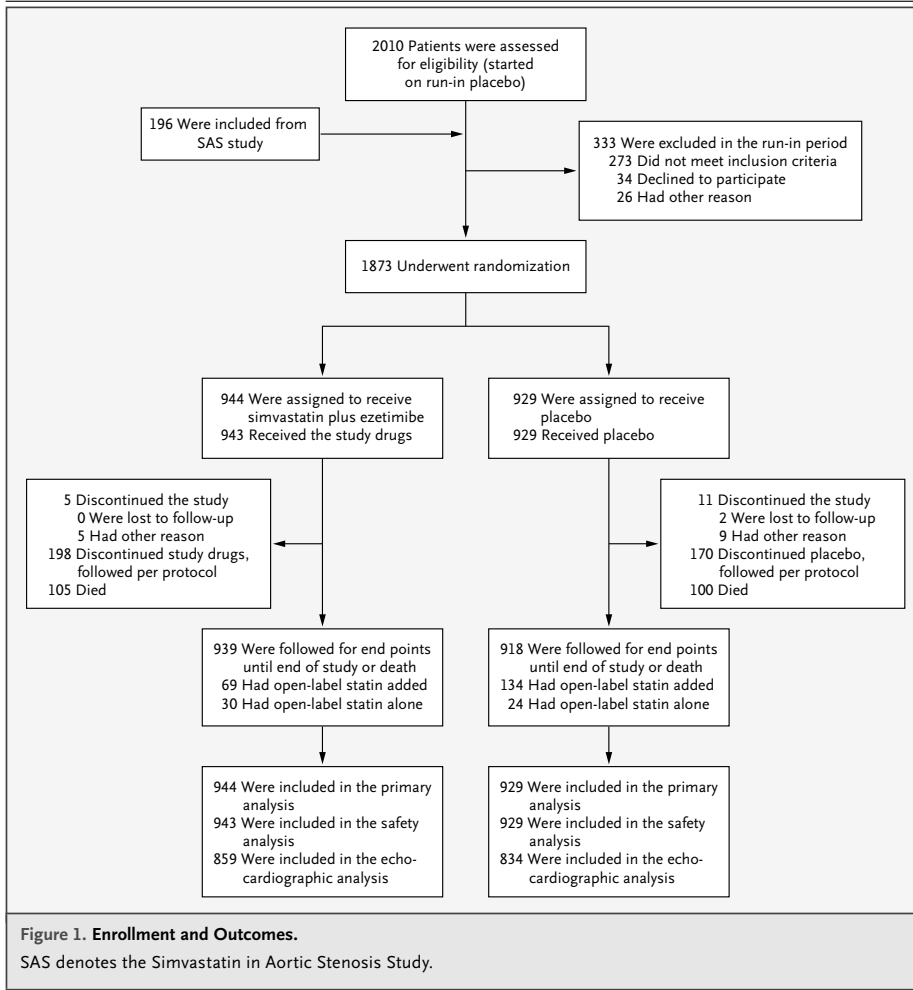 2010 Patients were assessed
for eligibility (started
on run-in placebo)
196 Were included from
SAS study
333 Were excluded in the run-in period
273 Did not meet inclusion criteria
34 Declined to participate
26 Had other reason
1873 Underwent randomization
944 Were assigned to receive
simvastatin plus ezetimibe
943 Received the study drugs
929 Were assigned to receive
placebo
929 Received placebo
5 Discontinued the study
0 Were lost to follow-up
5 Had other reason
198 Discontinued study drugs,
followed per protocol
105 Died
11 Discontinued the study
2 Were lost to follow-up
9 Had other reason
170 Discontinued placebo,
followed per protocol
100 Died
939 Were followed for end points
until end of study or death
69 Had open-label statin added
30 Had open-label statin alone
918 Were followed for end points
until end of study or death
134 Had open-label statin added
24 Had open-label statin alone
944 Were included in the primary
analysis
943 Were included in the safety
analysis
859 Were included in the echo-
cardiographic analysis
929 Were included in the primary
analysis
929 Were included in the safety
analysis
834 Were included in the echo-
cardiographic analysis
Figure 1. Enrollment and Outcomes.
SAS denotes the Simvastatin in Aortic Stenosis Study.